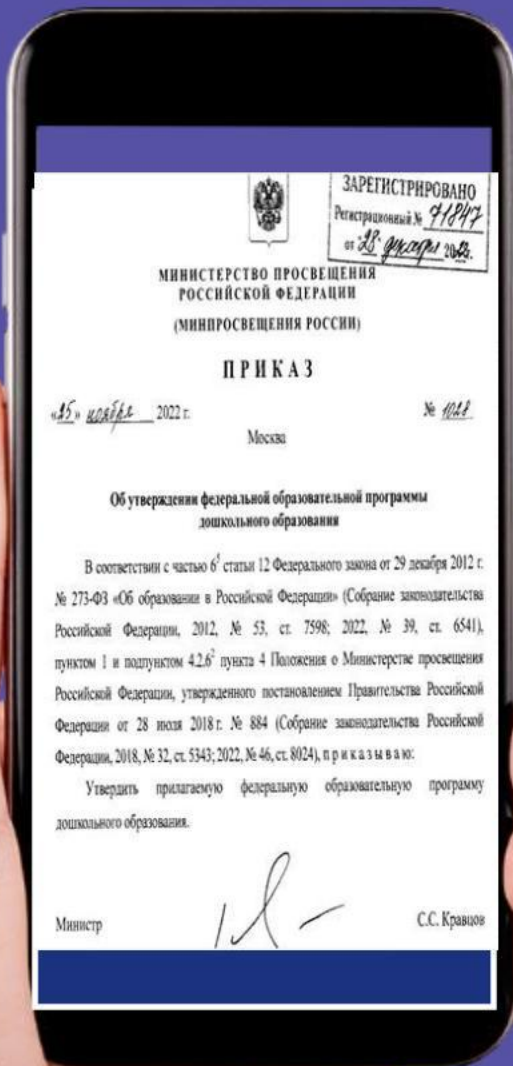 ЗАРЕГИСТРИРОВАНО
Регистрационный № 71847
от "28" декабря 2022.
МИНИСТЕРСТВО ПРОСВЕЩЕНИЯ
РОССИЙСКОЙ ФЕДЕРАЦИИ
(МИНПРОСВЕЩЕНИЯ РОССИИ)
ПРИКАЗ
«25» ноября 2022 г. № 1028
Москва
Об утверждении федеральной образовательной программы
дошкольного образования
В соответствии с частью 6⁵ статьи 12 Федерального закона от 29 декабря 2012 г.
№ 273-ФЗ «Об образовании в Российской Федерации» (Собрание законодательства
Российской Федерации, 2012, № 53, ст. 7598; 2022, № 39, ст. 6541),
пунктом 1 и подпунктом 4.2.6² пункта 4 Положения о Министерстве просвещения
Российской Федерации, утвержденного постановлением Правительства Российской
Федерации от 28 июля 2018 г. № 884 (Собрание законодательства Российской
Федерации, 2018, № 32, ст. 5343; 2022, № 46, ст. 8024), приказываю:
Утвердить прилагаемую федеральную образовательную программу
дошкольного образования.
Министр С.С. Кравцов